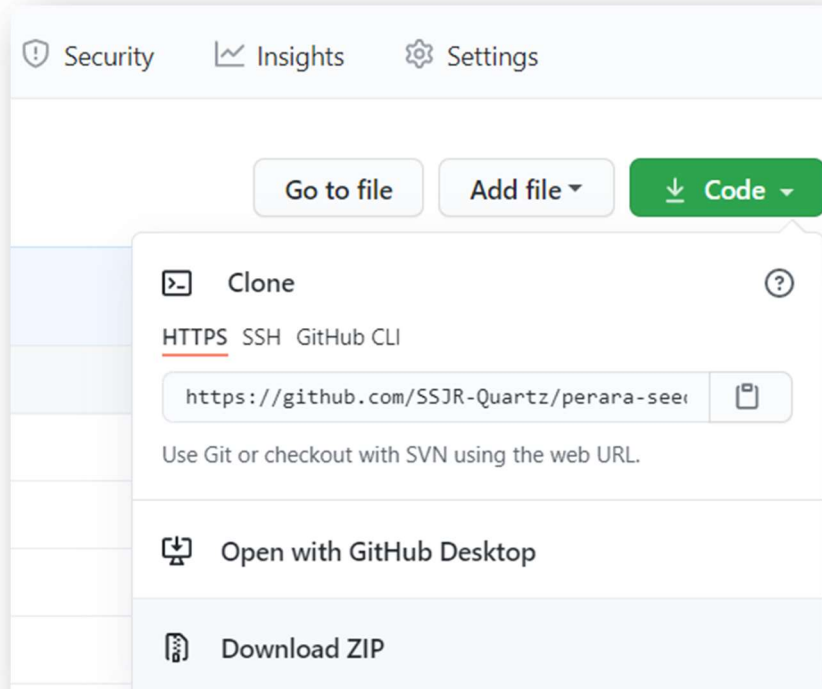 Security Insights Settings
Go to file Add file Code
Clone
HTTPS SSH GitHub CLI
https://github.com/SSJR-Quartz/perara-seed
Use Git or checkout with SVN using the web URL.
Open with GitHub Desktop
Download ZIP